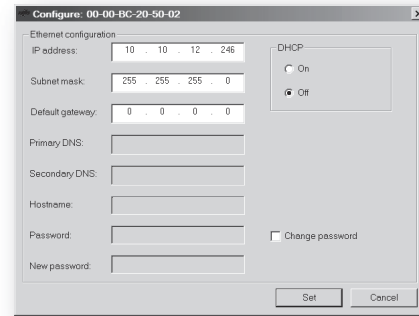 Configure: 00-00-BC-20-50-02
Ethernet configuration
IP address: 10 . 10 . 12 . 246
DHCP
On
Off
Subnet mask: 255 . 255 . 255 . 0
Default gateway: 0 . 0 . 0 . 0
Primary DNS:
Secondary DNS:
Hostname:
Password:
Change password
New password:
Set Cancel